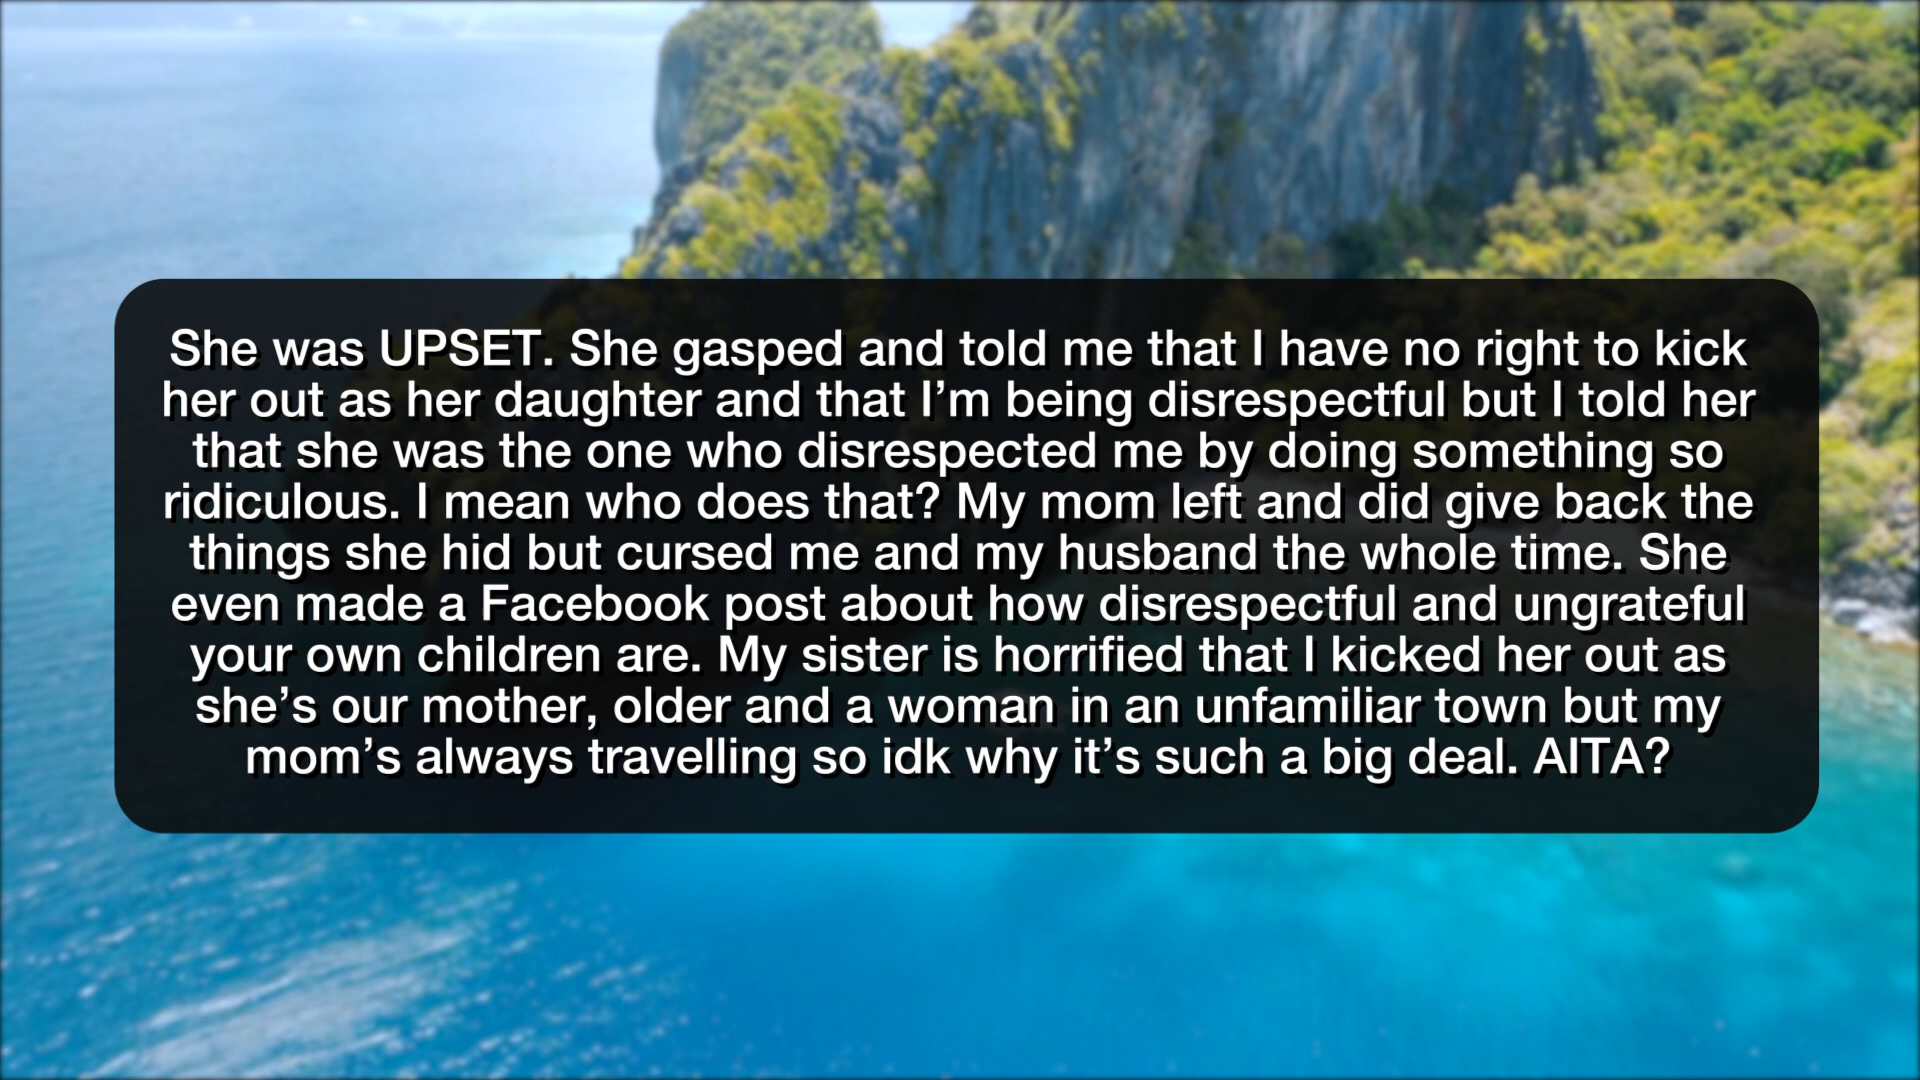 She was UPSET. She gasped and told me that I have no right to kick
her out as her daughter and that I’m being disrespectful but I told her
that she was the one who disrespected me by doing something so
ridiculous. I mean who does that? My mom left and did give back the
things she hid but cursed me and my husband the whole time. She
even made a Facebook post about how disrespectful and ungrateful
your own children are. My sister is horrified that I kicked her out as
she’s our mother, older and a woman in an unfamiliar town but my
mom’s always travelling so idk why it’s such a big deal. AITA?